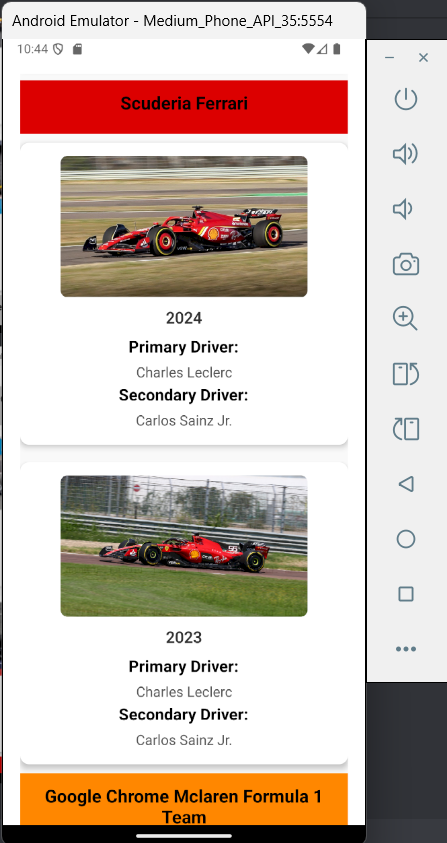 Android Emulator - Medium_Phone_API_35:5554
10:44
Scuderia Ferrari
2024
Primary Driver:
Charles Leclerc
Secondary Driver:
Carlos Sainz Jr.
2023
Primary Driver:
Charles Leclerc
Secondary Driver:
Carlos Sainz Jr.
Google Chrome Mclaren Formula 1
Team